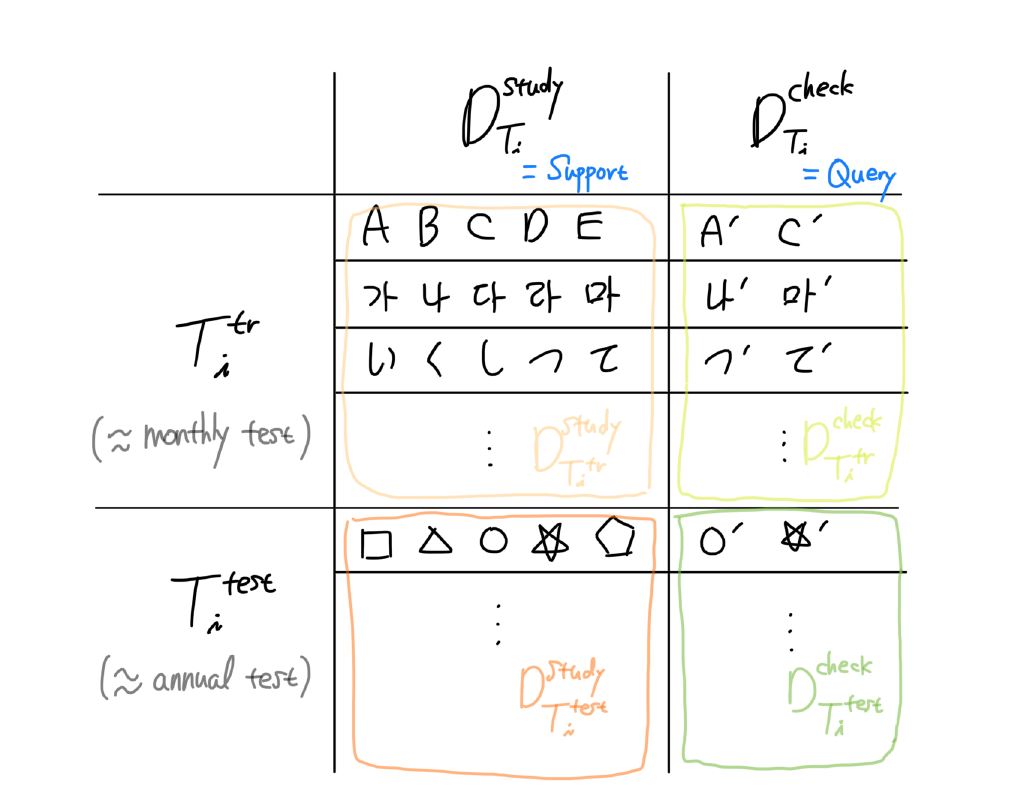 D_{T_i}^{study} D_{T_i}^{check}
= Support = Query
A B C D E A′ C′
가 나 다 라 마 나′ 마′
い く し つ て つ′ て′
T_i^{tr}
(≈ monthly test)
⋮ D_{T_i^{tr}}^{study} ⋮ D_{T_i^{tr}}^{check}
□ △ ○ ☆ ⬠ ○′ ☆′
T_i^{test}
(≈ annual test)
⋮ D_{T_i^{test}}^{study} ⋮ D_{T_i^{test}}^{check}